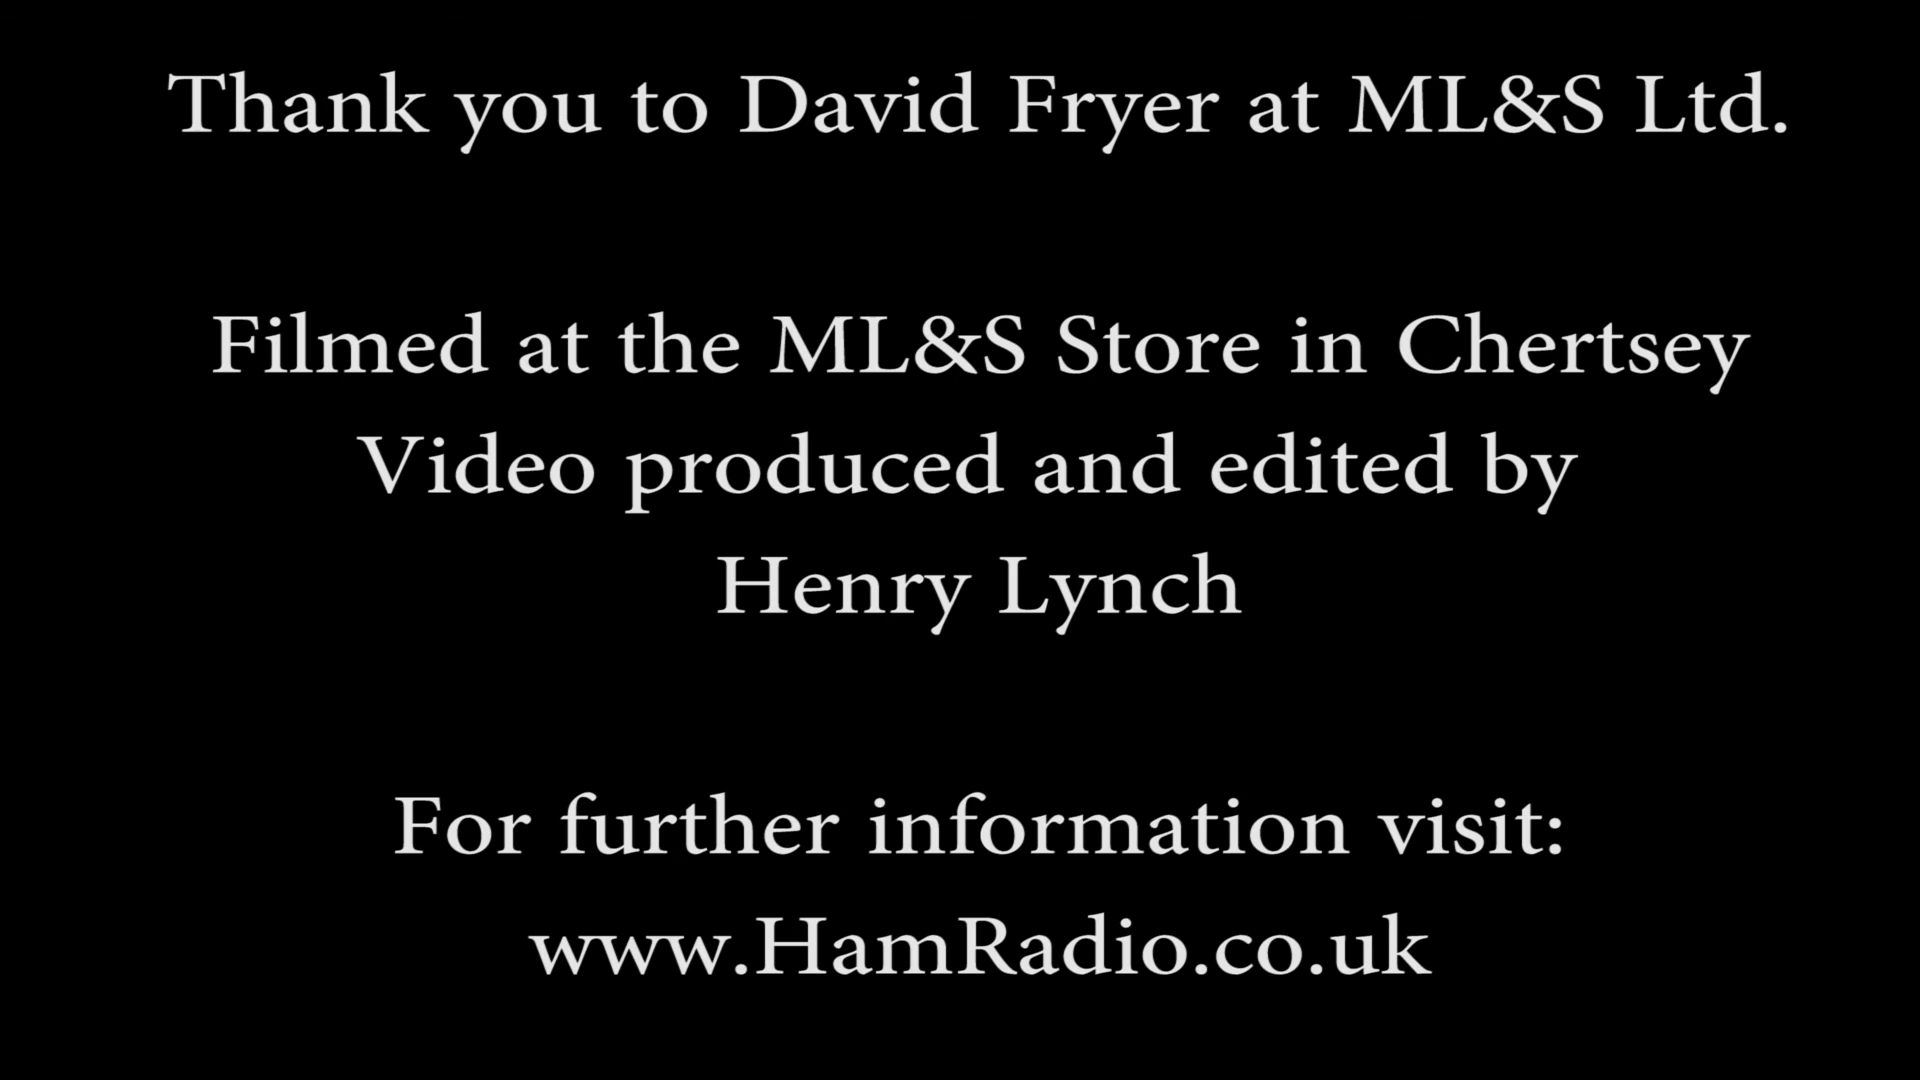 Thank you to David Fryer at ML&S Ltd.
Filmed at the ML&S Store in Chertsey
Video produced and edited by
Henry Lynch
For further information visit:
www.HamRadio.co.uk